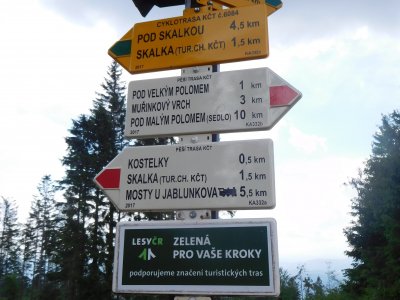 CYKLOTRASA KČT č.6084
POD SKALKOU 4,5 km
SKALKA (TUR.CH. KČT) 1,5 km
2017
PĚŠÍ TRASA KČT
POD VELKÝM POLOMEM 1 km
MUŘINKOVÝ VRCH 3 km
POD MALÝM POLOMEM (SEDLO) 10 km
2017 KA332b
PĚŠÍ TRASA KČT
KOSTELKY 0,5 km
SKALKA (TUR.CH. KČT) 1,5 km
MOSTY U JABLUNKOVA 5,5 km
2017 KA332a
LESY ČR
ZELENÁ
PRO VAŠE KROKY
podporujeme značení turistických tras